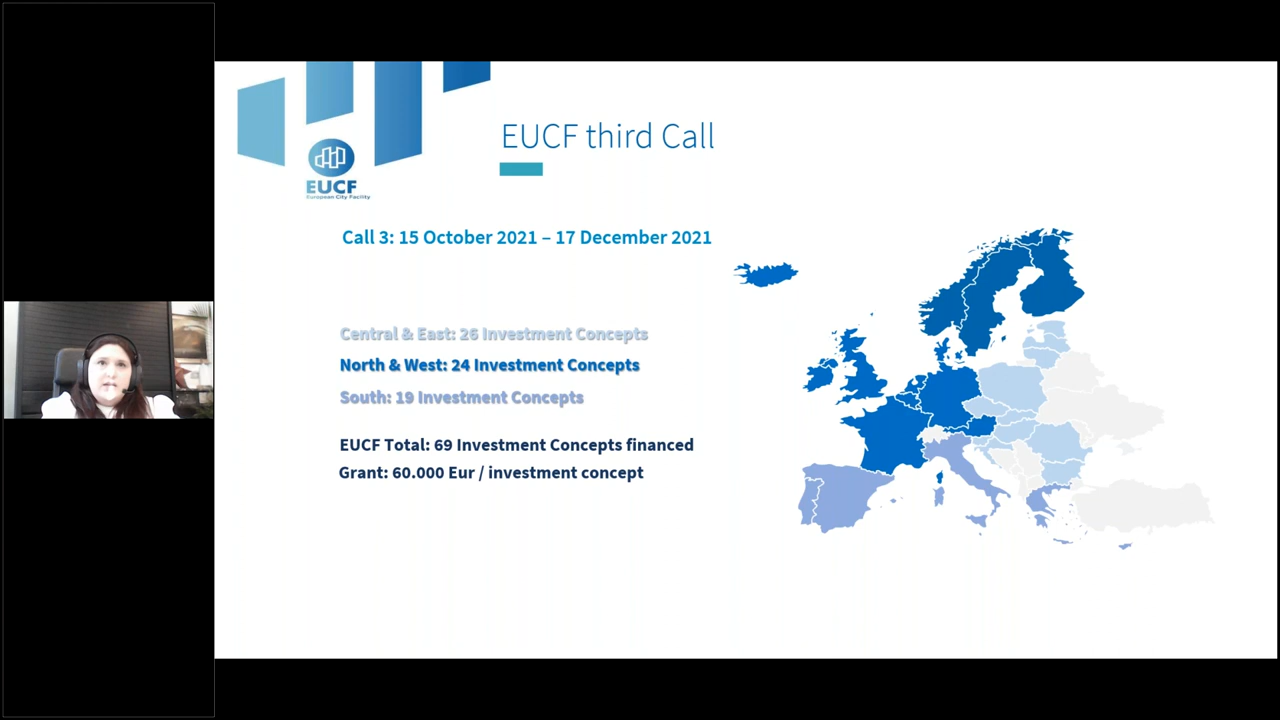 EUCF third Call
EUCF
European City Facility
Call 3: 15 October 2021 – 17 December 2021
Central & East: 26 Investment Concepts
North & West: 24 Investment Concepts
South: 19 Investment Concepts
EUCF Total: 69 Investment Concepts financed
Grant: 60.000 Eur / investment concept